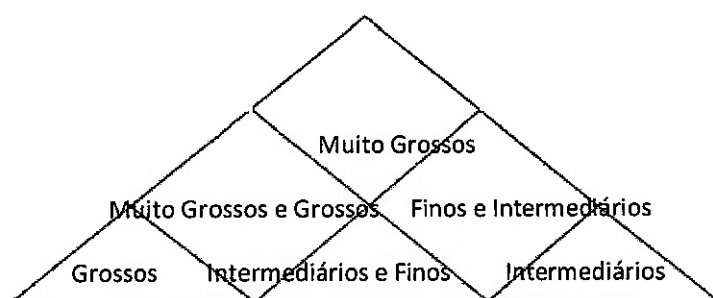 Muito Grossos
Muito Grossos e Grossos Finos e Intermediários
Grossos Intermediários e Finos Intermediários